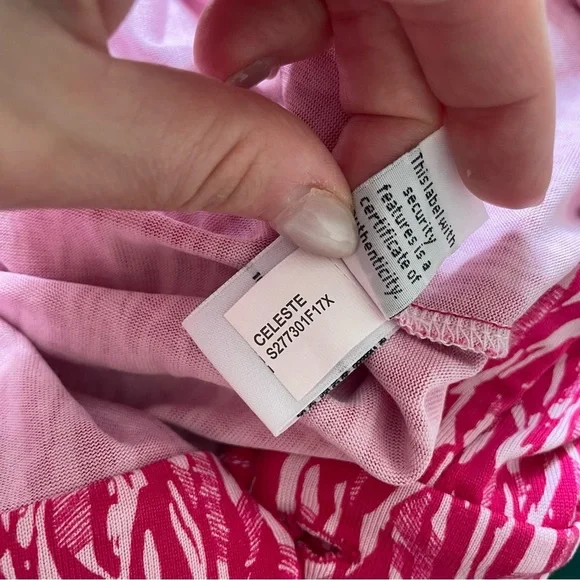 CELESTE
S277301F17X
This label with
security
features is a
certificate of
authenticity